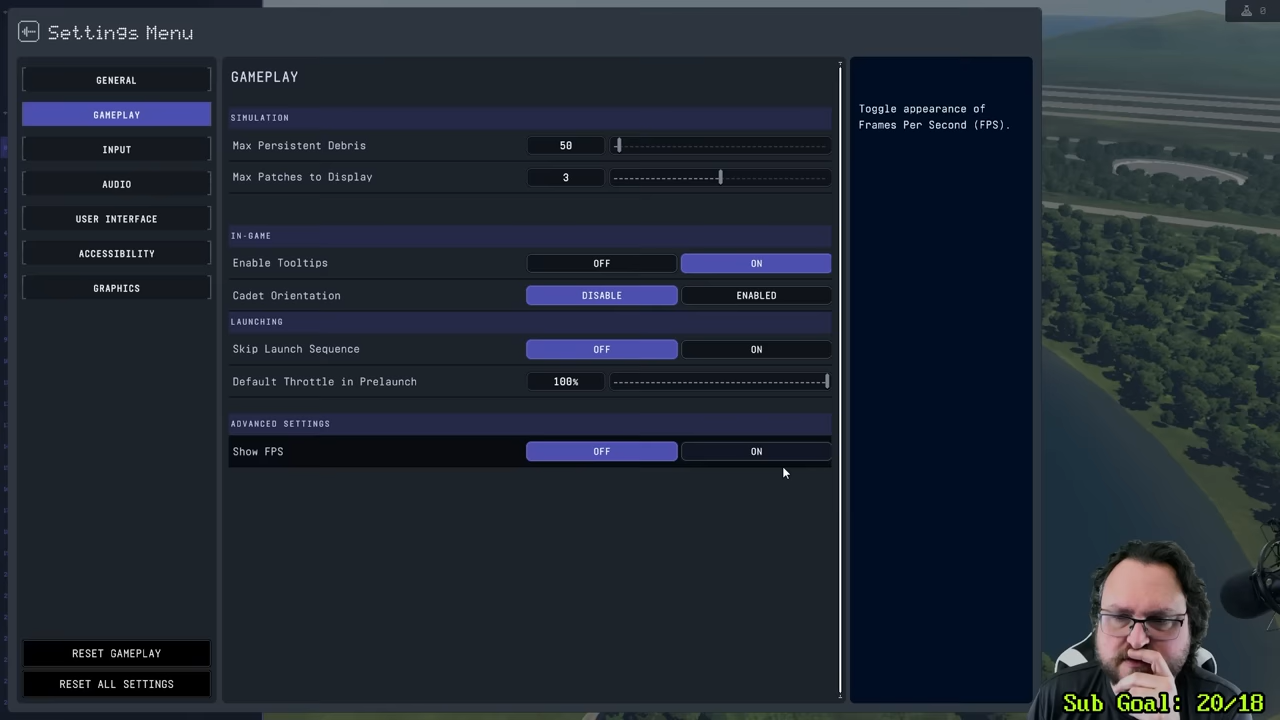 0
Settings Menu
GENERAL
GAMEPLAY
INPUT
AUDIO
USER INTERFACE
ACCESSIBILITY
GRAPHICS
RESET GAMEPLAY
RESET ALL SETTINGS
GAMEPLAY
SIMULATION
Max Persistent Debris 50
Max Patches to Display 3
IN-GAME
Enable Tooltips OFF ON
Cadet Orientation DISABLE ENABLED
LAUNCHING
Skip Launch Sequence OFF ON
Default Throttle in Prelaunch 100%
ADVANCED SETTINGS
Show FPS OFF ON
Toggle appearance of
Frames Per Second (FPS).
Sub Goal: 20/18